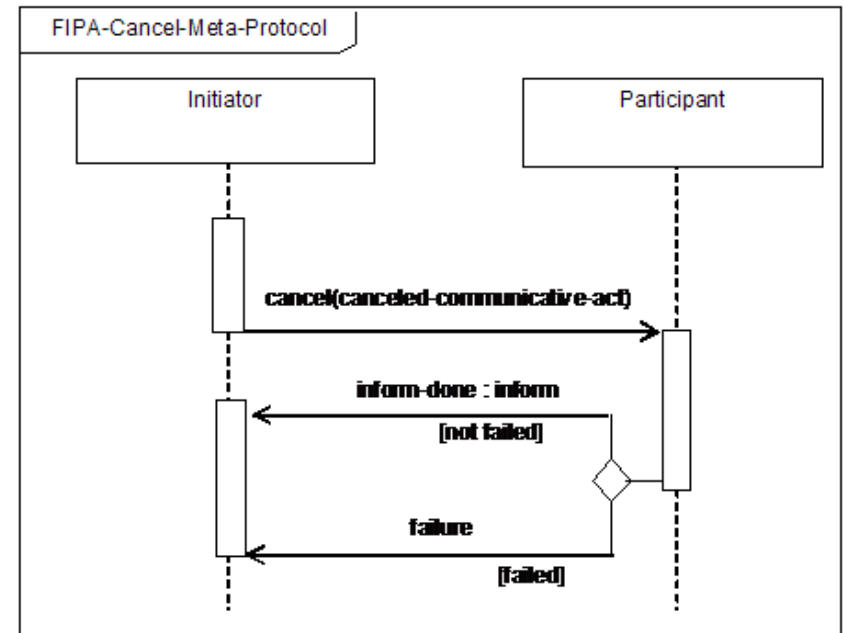 FIPA-Cancel-Meta-Protocol
Initiator
Participant
cancel(canceled-communicative-act)
inform-done : inform
[not failed]
failure
[failed]